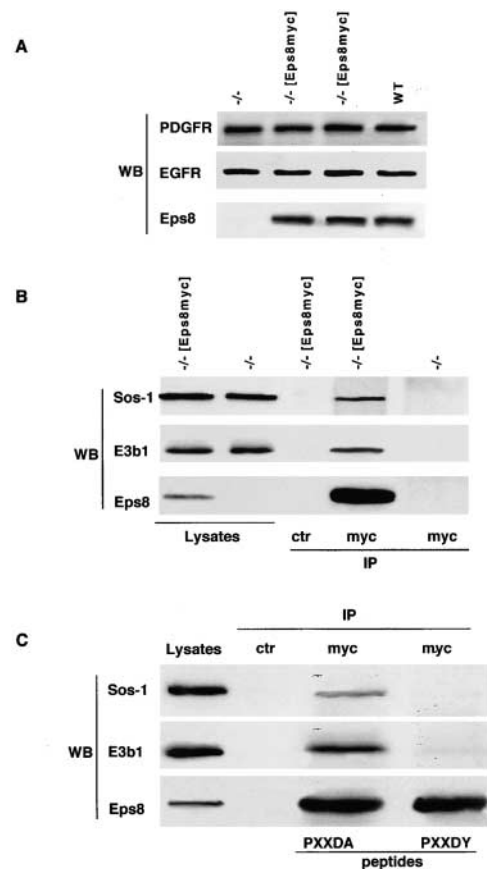 A
-/-
-/- [Eps8myc]
-/- [Eps8myc]
WT
PDGFR
WB
EGFR
Eps8
B
-/- [Eps8myc]
-/-
-/- [Eps8myc]
-/- [Eps8myc]
-/-
Sos-1
WB
E3b1
Eps8
Lysates
ctr myc myc
IP
C
IP
Lysates ctr myc myc
Sos-1
WB
E3b1
Eps8
PXXDA PXXDY
peptides